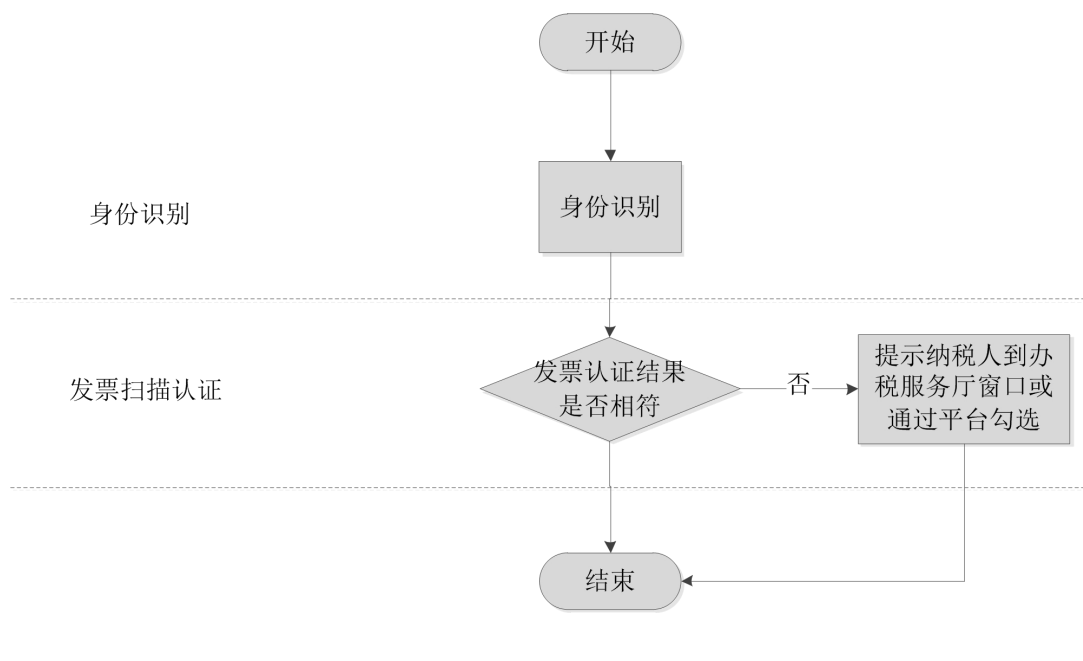 开始
身份识别
身份识别
发票扫描认证
发票认证结果
是否相符
否
提示纳税人到办
税服务厅窗口或
通过平台勾选
结束